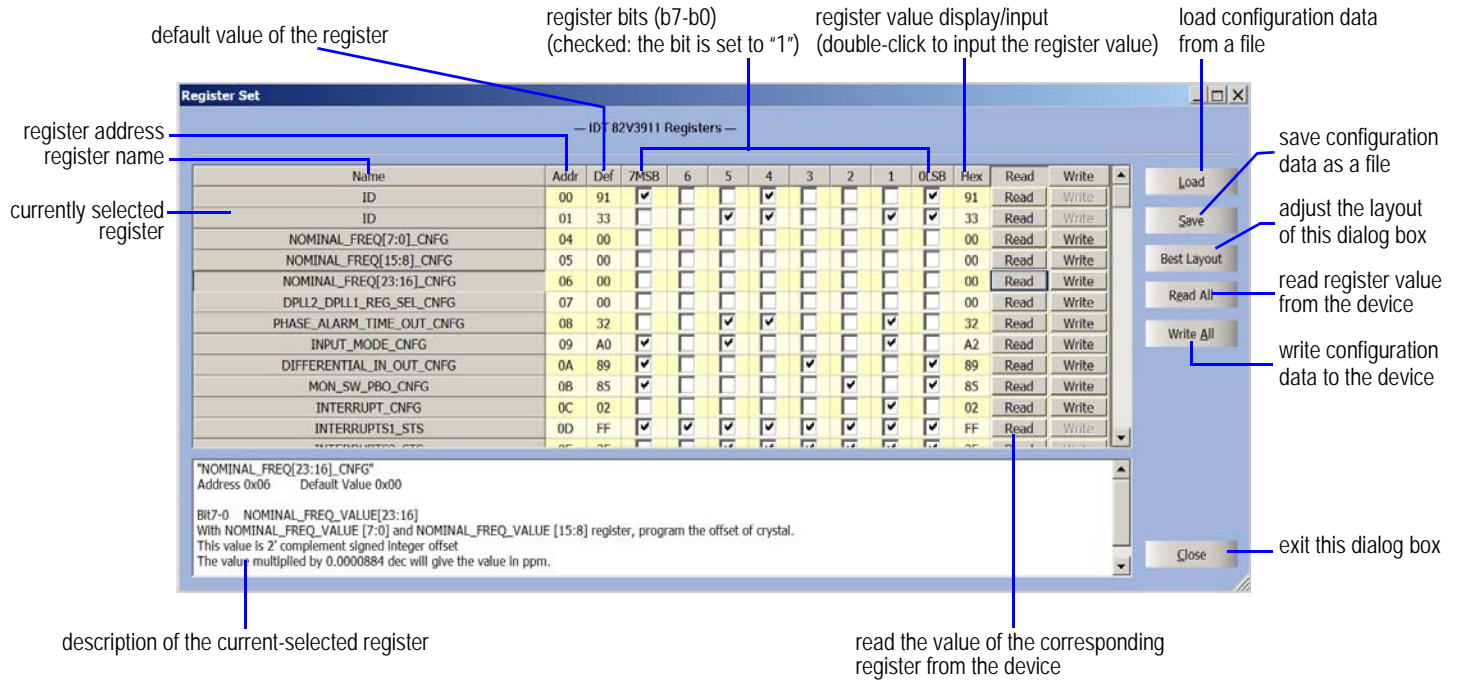 register bits (b7-b0)
(checked: the bit is set to "1")
register value display/input
(double-click to input the register value)
load configuration data
from a file
default value of the register
Register Set
— IDT 82V3911 Registers —
register address
register name
currently selected
register
save configuration
data as a file
adjust the layout
of this dialog box
read register value
from the device
write configuration
data to the device
exit this dialog box
Name Addr Def 7MSB 6 5 4 3 2 1 0LSB Hex Read Write
ID 00 91 91 Read Write
ID 01 33 33 Read Write
NOMINAL_FREQ[7:0]_CNFG 04 00 00 Read Write
NOMINAL_FREQ[15:8]_CNFG 05 00 00 Read Write
NOMINAL_FREQ[23:16]_CNFG 06 00 00 Read Write
DPLL2_DPLL1_REG_SEL_CNFG 07 00 00 Read Write
PHASE_ALARM_TIME_OUT_CNFG 08 32 32 Read Write
INPUT_MODE_CNFG 09 A0 A2 Read Write
DIFFERENTIAL_IN_OUT_CNFG 0A 89 89 Read Write
MON_SW_PBO_CNFG 0B 85 85 Read Write
INTERRUPT_CNFG 0C 02 02 Read Write
INTERRUPTS1_STS 0D FF FF Read Write
Load
Save
Best Layout
Read All
Write All
Close
"NOMINAL_FREQ[23:16]_CNFG"
Address 0x06 Default Value 0x00
Bit7-0 NOMINAL_FREQ_VALUE[23:16]
With NOMINAL_FREQ_VALUE [7:0] and NOMINAL_FREQ_VALUE [15:8] register, program the offset of crystal.
This value is 2' complement signed integer offset
The value multiplied by 0.0000884 dec will give the value in ppm.
description of the current-selected register
read the value of the corresponding
register from the device